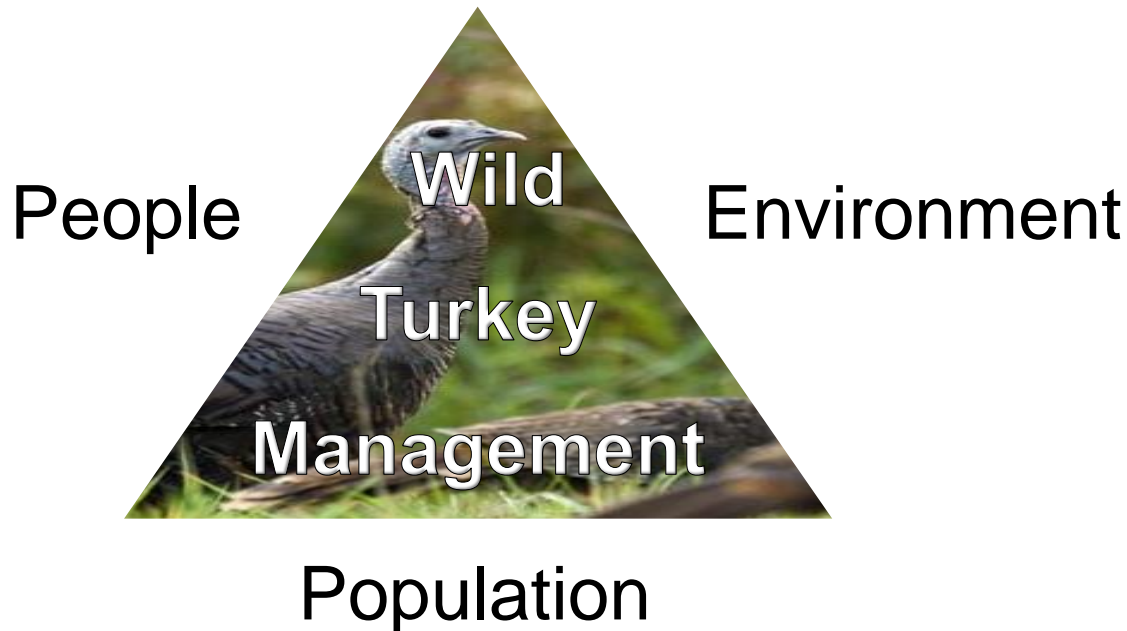 Wild
People
Environment
Turkey
Management
Population